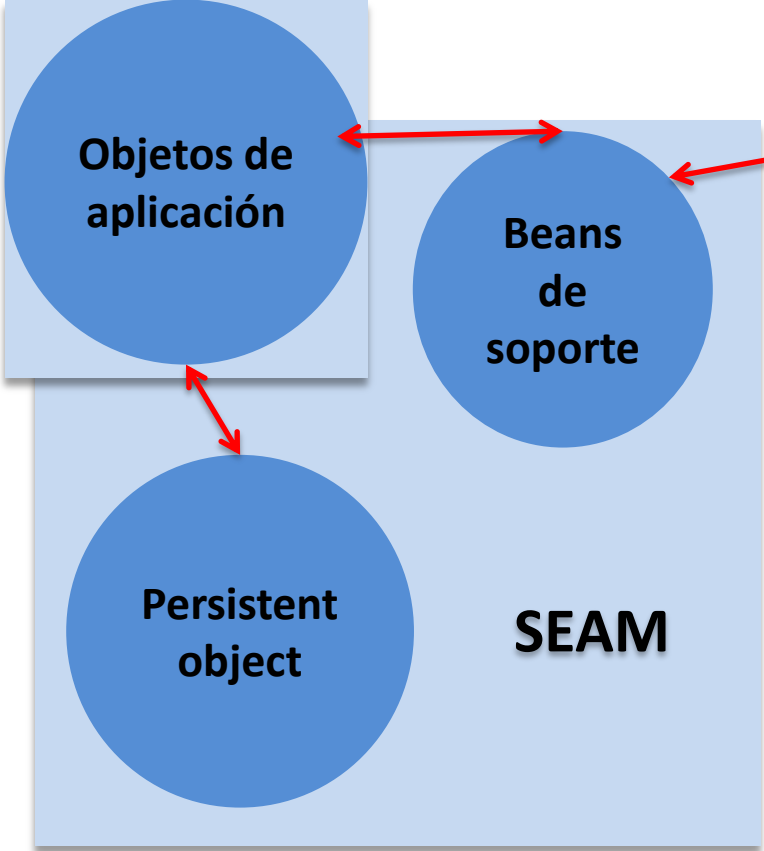 Objetos de
aplicación
Beans
de
soporte
Persistent
object
SEAM